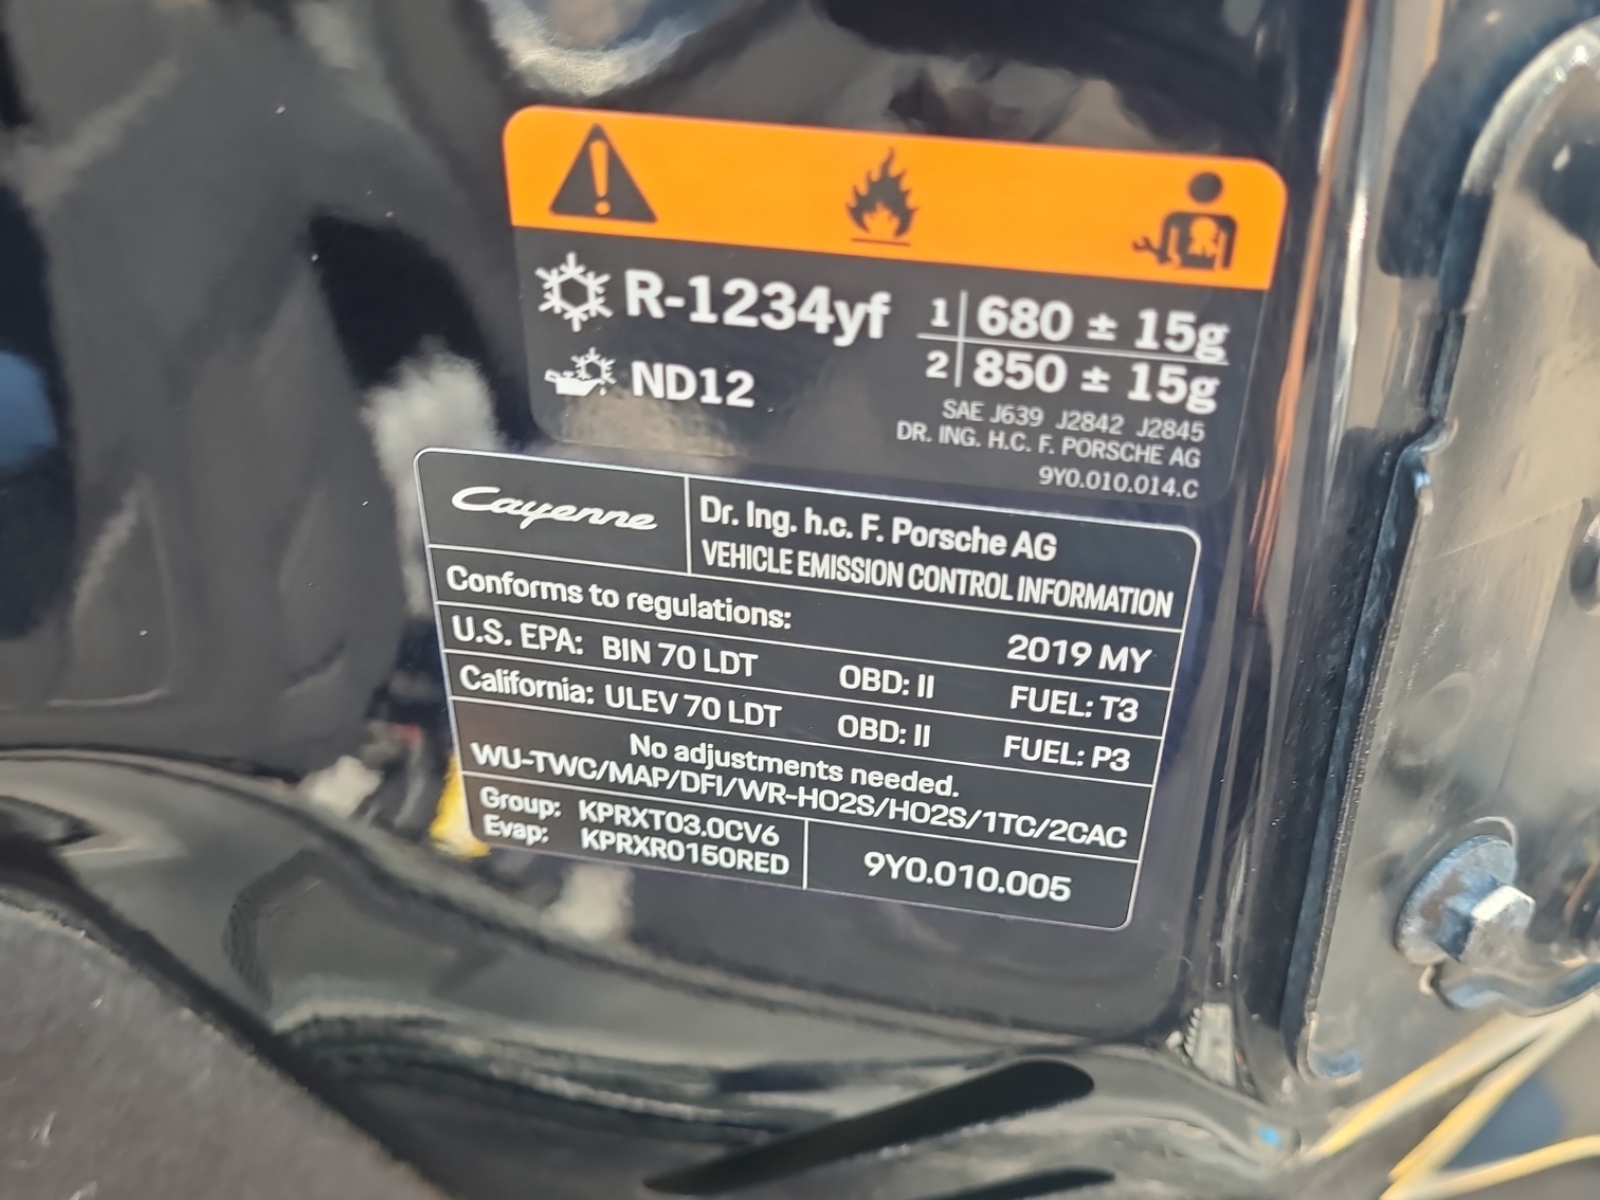 R-1234yf 1 680 ± 15g
2 850 ± 15g
ND12
SAE J639 J2842 J2845
DR. ING. H.C. F. PORSCHE AG
9Y0.010.014.C
Cayenne
Dr. Ing. h.c. F. Porsche AG
VEHICLE EMISSION CONTROL INFORMATION
Conforms to regulations: 2019 MY
U.S. EPA: BIN 70 LDT OBD: II FUEL: T3
California: ULEV 70 LDT OBD: II FUEL: P3
No adjustments needed.
WU-TWC/MAP/DFI/WR-HO2S/HO2S/1TC/2CAC
Group: KPRXT03.0CV6
Evap: KPRXR0150RED
9Y0.010.005